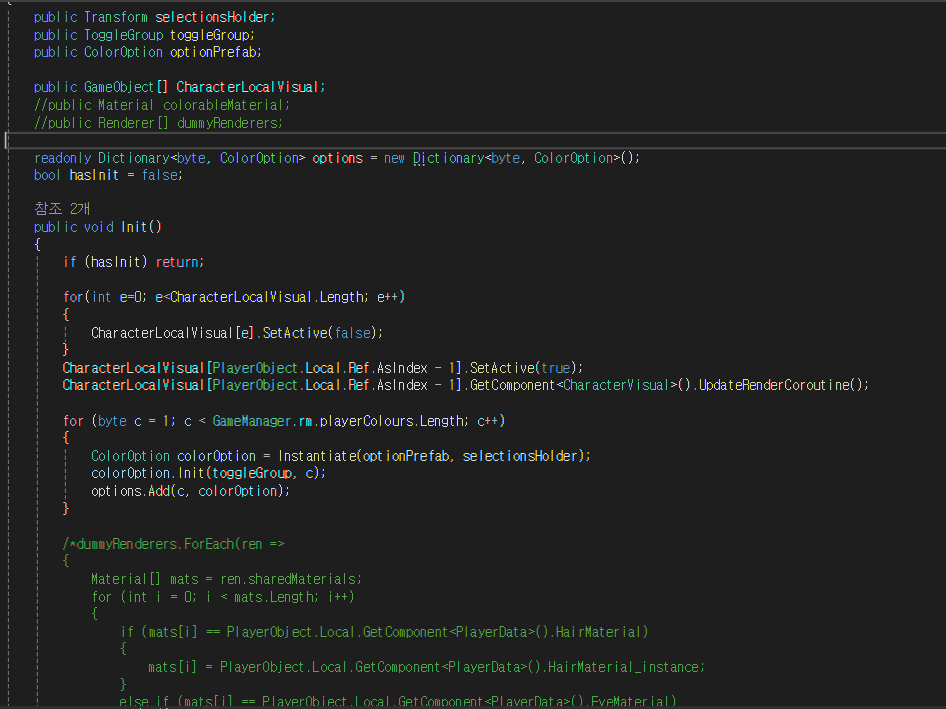 public Transform selectionsHolder;
public ToggleGroup toggleGroup;
public ColorOption optionPrefab;
public GameObject[] CharacterLocalVisual;
//public Material colorableMaterial;
//public Renderer[] dummyRenderers;
readonly Dictionary<byte, ColorOption> options = new Dictionary<byte, ColorOption>();
bool hasInit = false;
참조 2개
public void Init()
{
if (hasInit) return;
for(int e=0; e<CharacterLocalVisual.Length; e++)
{
CharacterLocalVisual[e].SetActive(false);
}
CharacterLocalVisual[PlayerObject.Local.Ref.AsIndex - 1].SetActive(true);
CharacterLocalVisual[PlayerObject.Local.Ref.AsIndex - 1].GetComponent<CharacterVisual>().UpdateRenderCoroutine();
for (byte c = 1; c < GameManager.rm.playerColours.Length; c++)
{
ColorOption colorOption = Instantiate(optionPrefab, selectionsHolder);
colorOption.Init(toggleGroup, c);
options.Add(c, colorOption);
}
/*dummyRenderers.ForEach(ren =>
{
Material[] mats = ren.sharedMaterials;
for (int i = 0; i < mats.Length; i++)
{
if (mats[i] == PlayerObject.Local.GetComponent<PlayerData>().HairMaterial)
{
mats[i] = PlayerObject.Local.GetComponent<PlayerData>().HairMaterial_instance;
}
else if (mats[i] == PlayerObject.Local.GetComponent<PlayerData>().EyeMaterial)